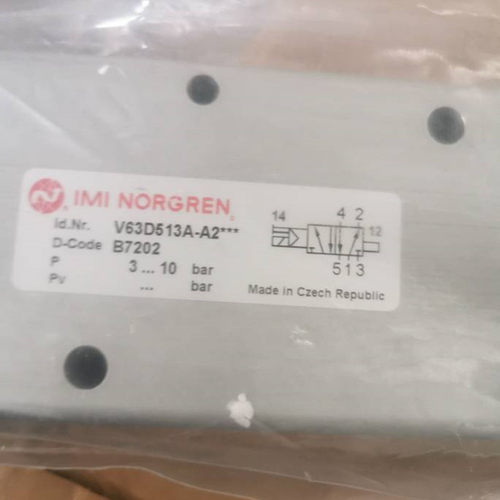 IMI NORGREN
Id.Nr. V63D513A-A2***
D-Code B7202
P 3 ... 10 bar
Pv ... bar
14 4 2 12
5 1 3
Made in Czech Republic